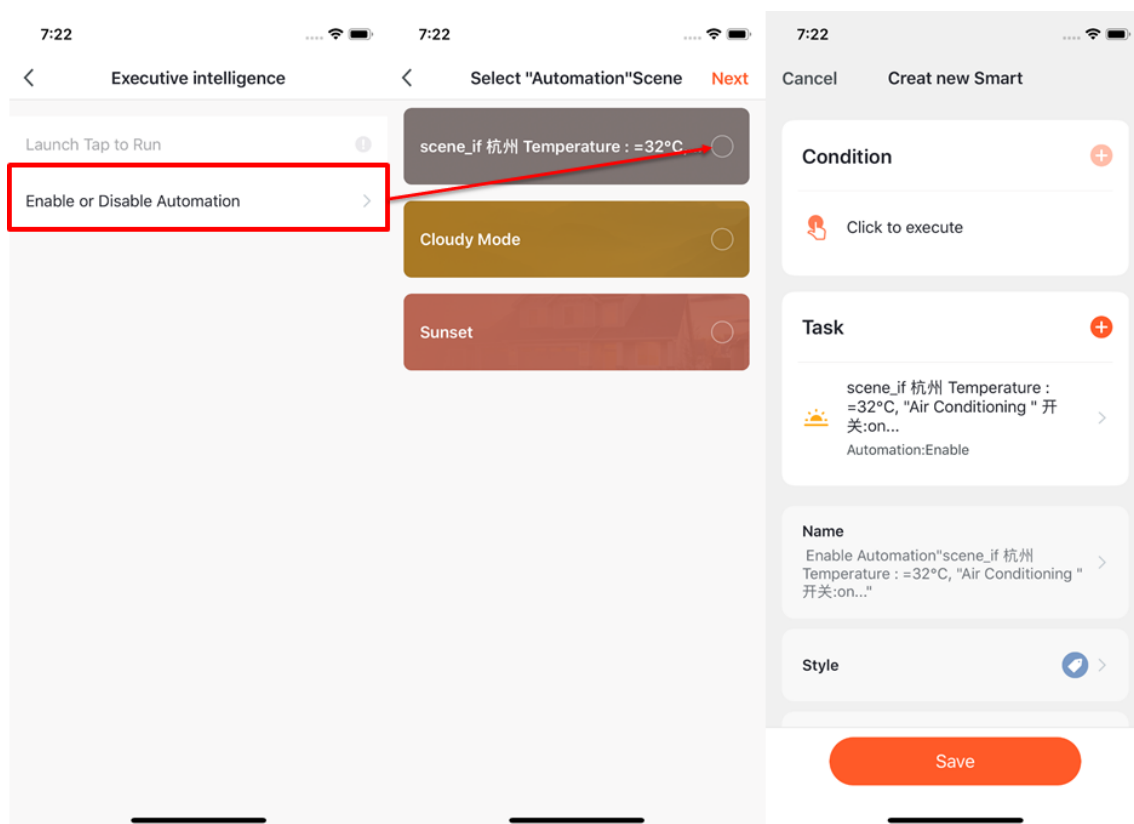 7:22
Executive intelligence
Launch Tap to Run
Enable or Disable Automation
7:22
Select "Automation"Scene
Next
scene_if 杭州 Temperature : =32°C, ...
Cloudy Mode
Sunset
7:22
Cancel
Creat new Smart
Condition
Click to execute
Task
scene_if 杭州 Temperature :
=32°C, "Air Conditioning " 开
关:on...
Automation:Enable
Name
Enable Automation"scene_if 杭州
Temperature : =32°C, "Air Conditioning "
开关:on..."
Style
Save